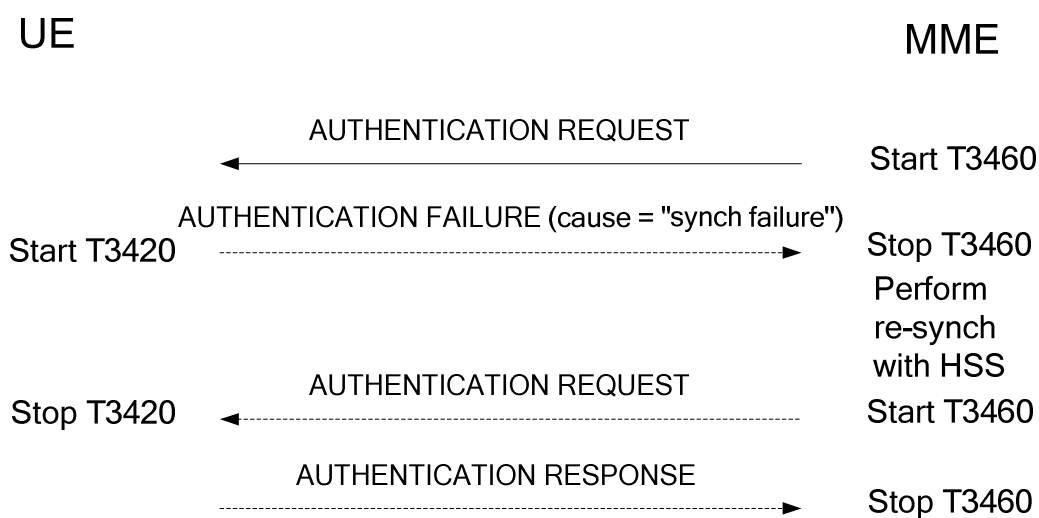 UE
MME
AUTHENTICATION REQUEST
Start T3460
AUTHENTICATION FAILURE (cause = "synch failure")
Start T3420
Stop T3460
Perform
re-synch
with HSS
AUTHENTICATION REQUEST
Stop T3420
Start T3460
AUTHENTICATION RESPONSE
Stop T3460